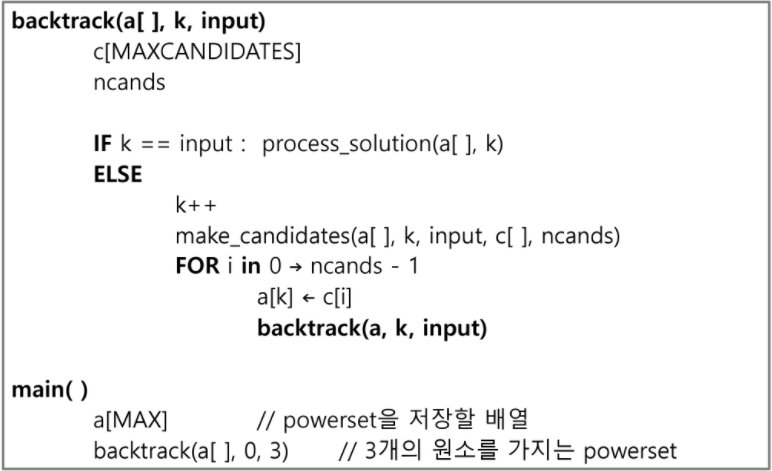 backtrack(a[ ], k, input)
c[MAXCANDIDATES]
ncands
IF k == input : process_solution(a[ ], k)
ELSE
k++
make_candidates(a[ ], k, input, c[ ], ncands)
FOR i in 0 → ncands - 1
a[k] ← c[i]
backtrack(a, k, input)
main( )
a[MAX] // powerset을 저장할 배열
backtrack(a[ ], 0, 3) // 3개의 원소를 가지는 powerset